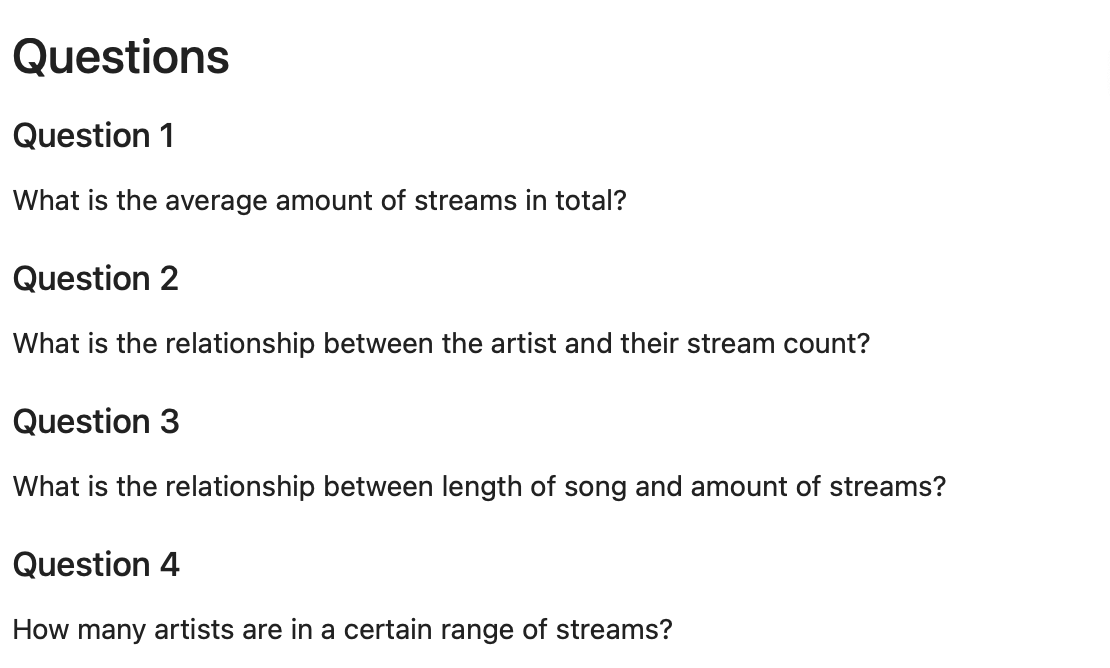 Questions
Question 1
What is the average amount of streams in total?
Question 2
What is the relationship between the artist and their stream count?
Question 3
What is the relationship between length of song and amount of streams?
Question 4
How many artists are in a certain range of streams?